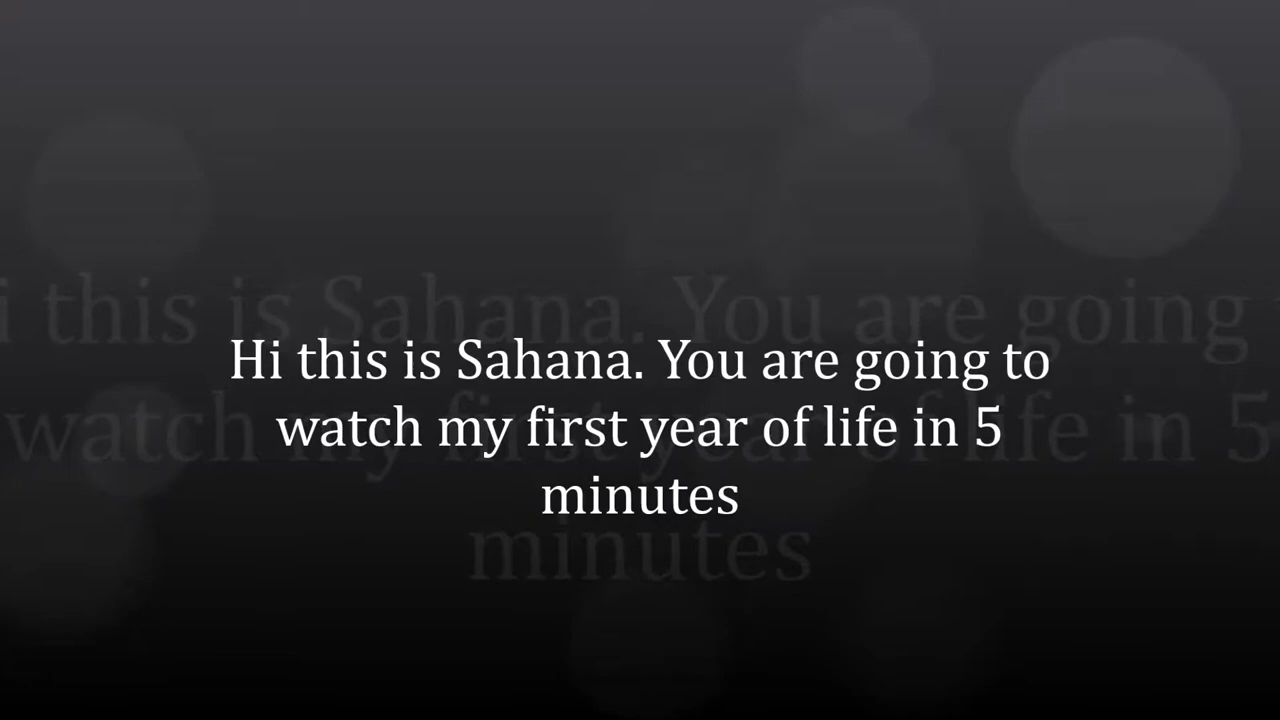 Hi this is Sahana. You are going to
watch my first year of life in 5
minutes